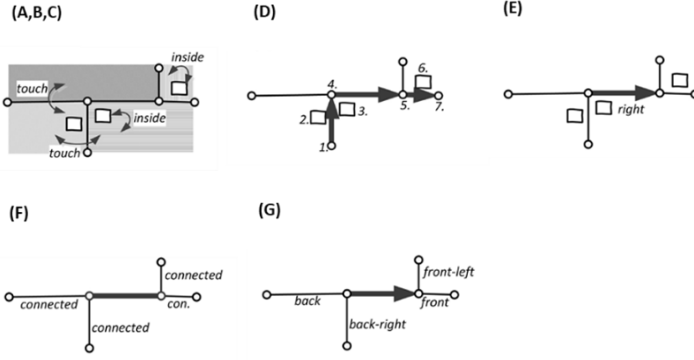 (A,B,C)
(D)
(E)
inside
touch
inside
touch
4.
6.
2.
3.
5.
7.
1.
right
(F)
(G)
connected
connected
con.
connected
front-left
back
front
back-right